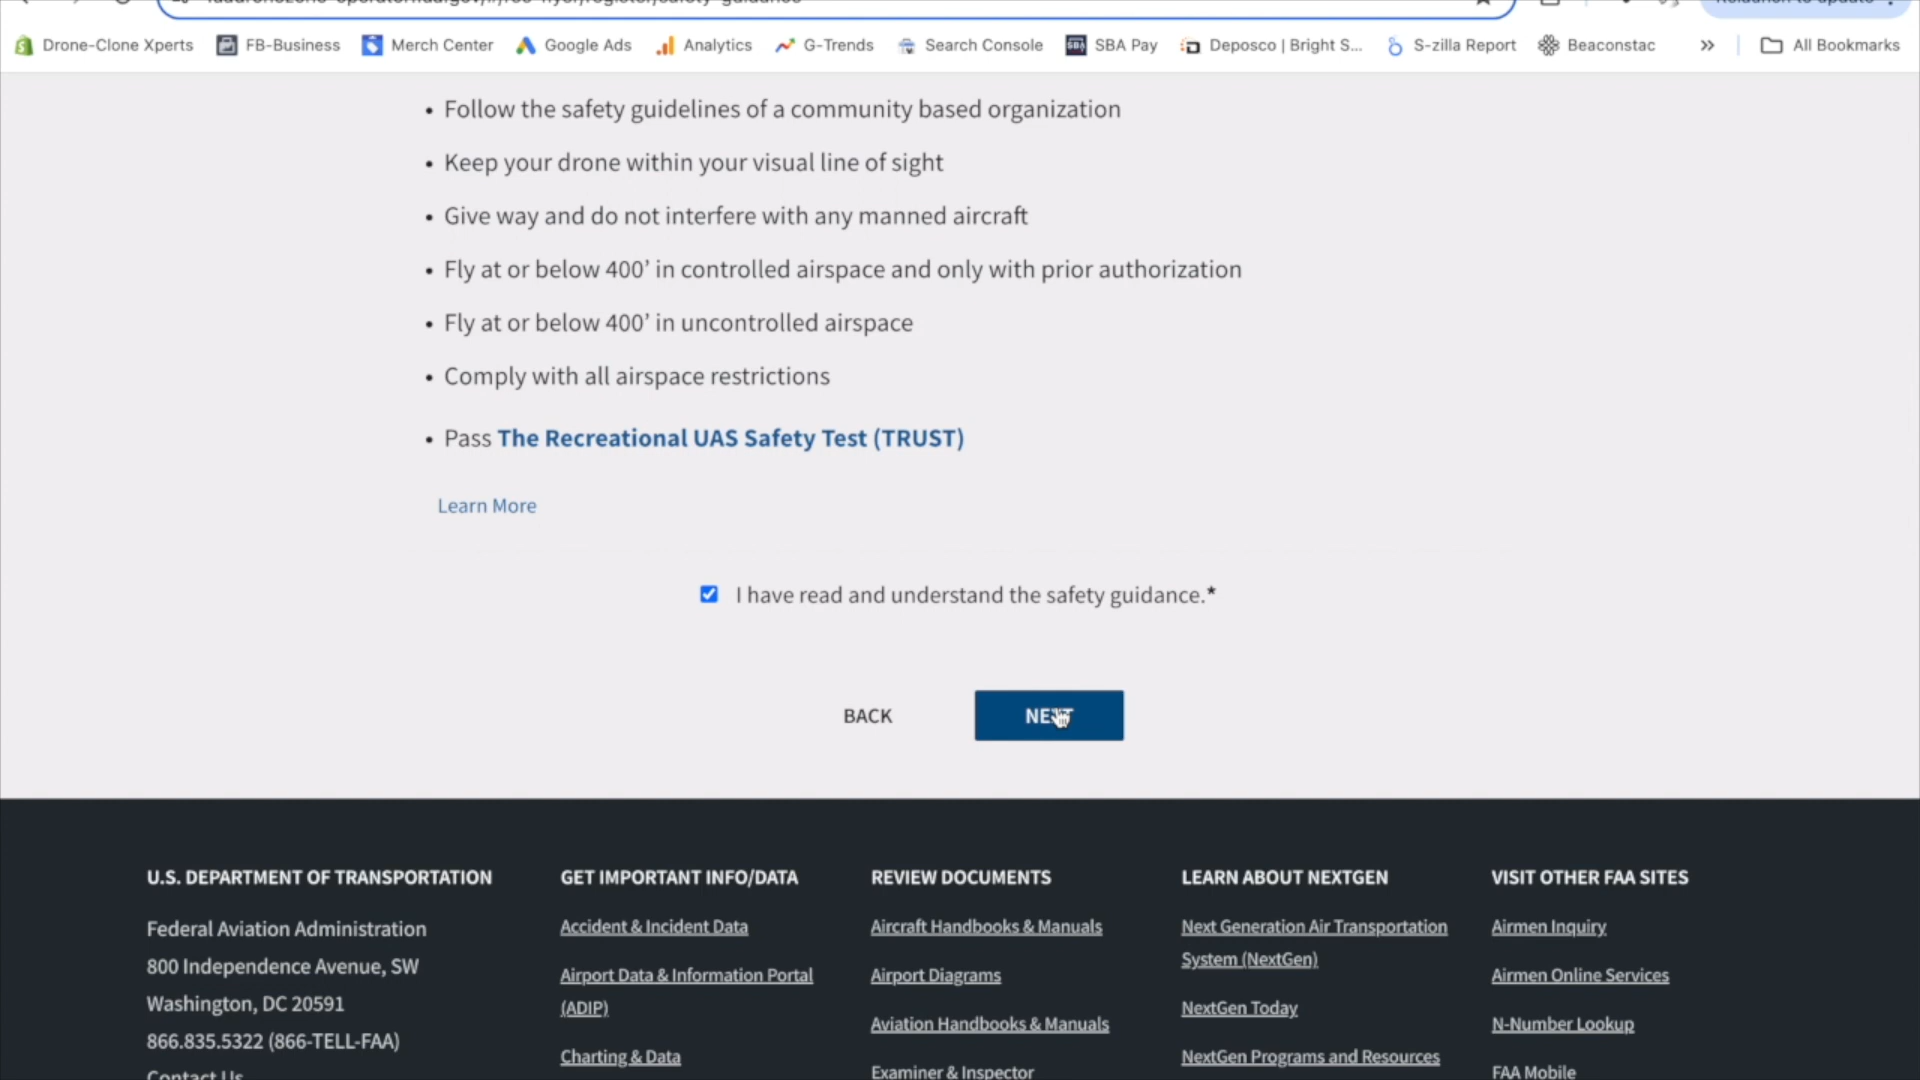 Drone-Clone Xperts FB-Business Merch Center Google Ads Analytics G-Trends Search Console SBA Pay Deposco | Bright S... S-zilla Report Beaconstac » All Bookmarks
• Follow the safety guidelines of a community based organization
• Keep your drone within your visual line of sight
• Give way and do not interfere with any manned aircraft
• Fly at or below 400’ in controlled airspace and only with prior authorization
• Fly at or below 400’ in uncontrolled airspace
• Comply with all airspace restrictions
• Pass The Recreational UAS Safety Test (TRUST)
Learn More
I have read and understand the safety guidance.*
BACK NEXT
U.S. DEPARTMENT OF TRANSPORTATION
Federal Aviation Administration
800 Independence Avenue, SW
Washington, DC 20591
866.835.5322 (866-TELL-FAA)
Contact Us
GET IMPORTANT INFO/DATA
Accident & Incident Data
Airport Data & Information Portal
(ADIP)
Charting & Data
REVIEW DOCUMENTS
Aircraft Handbooks & Manuals
Airport Diagrams
Aviation Handbooks & Manuals
Examiner & Inspector
LEARN ABOUT NEXTGEN
Next Generation Air Transportation
System (NextGen)
NextGen Today
NextGen Programs and Resources
VISIT OTHER FAA SITES
Airmen Inquiry
Airmen Online Services
N-Number Lookup
FAA Mobile